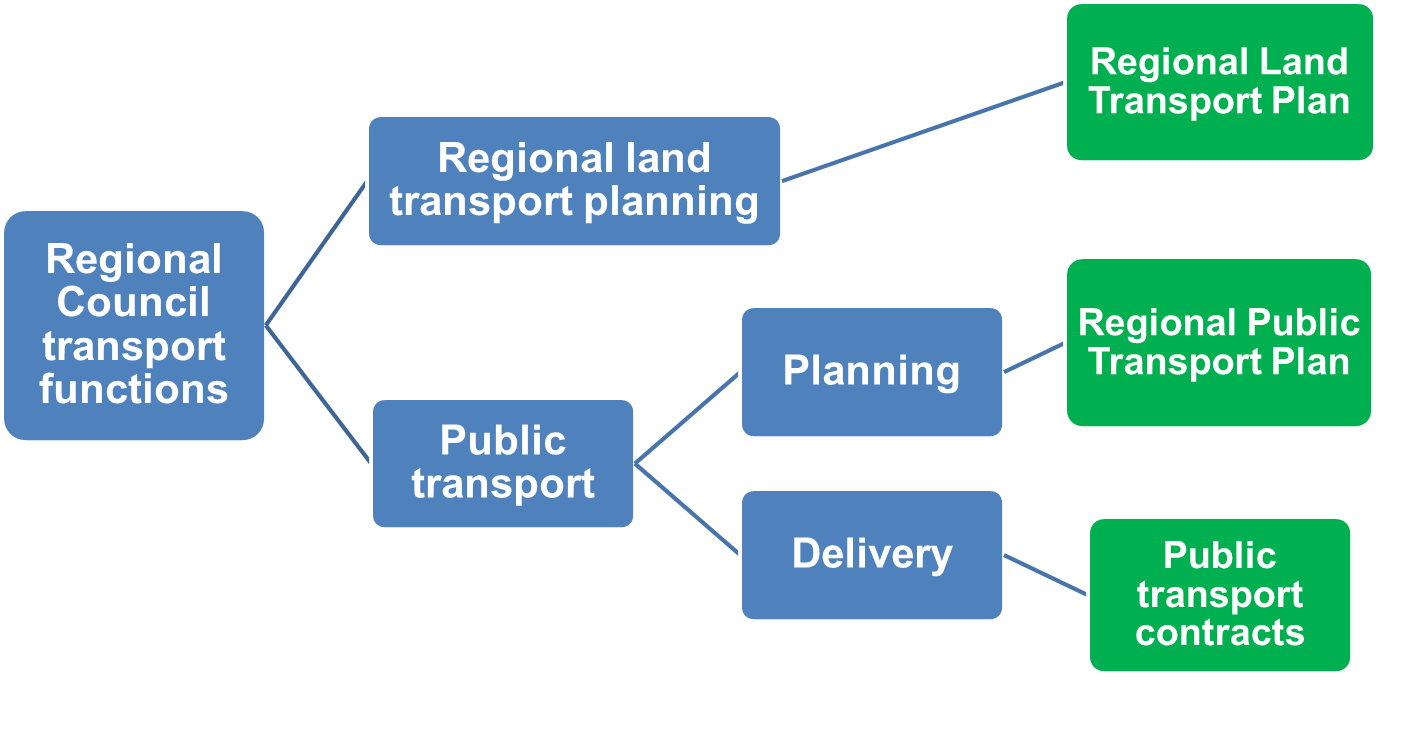 Regional Land
Transport Plan
Regional land
transport planning
Regional
Council
transport
functions
Regional Public
Transport Plan
Planning
Public
transport
Delivery
Public
transport
contracts